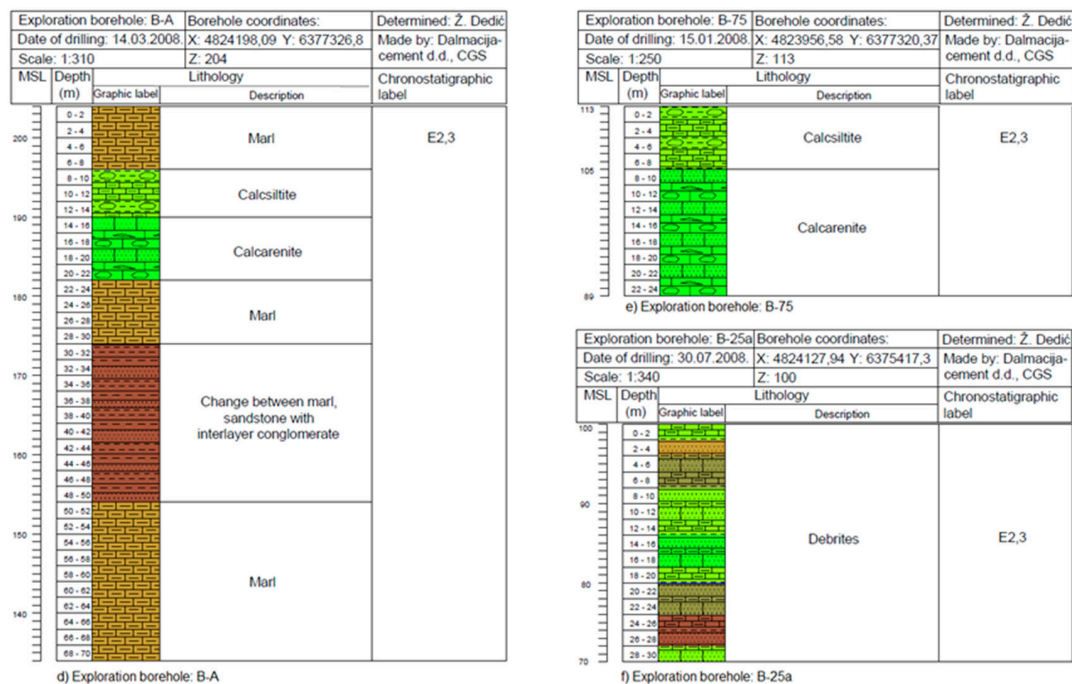 Exploration borehole: B-A Borehole coordinates: Determined: Ž. Dedić
Date of drilling: 14.03.2008. X: 4824198,09 Y: 6377326,8 Made by: Dalmacija-
Scale: 1:310 Z: 204 cement d.d., CGS
MSL Depth Lithology Chronostatigraphic
(m) Graphic label Description label
0 - 2
200 2 - 4 Marl E2,3
4 - 6
6 - 8
8 - 10
10 - 12 Calcsiltite
190 12 - 14
14 - 16
16 - 18 Calcarenite
18 - 20
20 - 22
180 22 - 24
24 - 26
26 - 28 Marl
28 - 30
30 - 32
170 32 - 34
34 - 36
36 - 38 Change between marl,
38 - 40 sandstone with
40 - 42 interlayer conglomerate
160 42 - 44
44 - 46
46 - 48
48 - 50
50 - 52
150 52 - 54
54 - 56
56 - 58
58 - 60 Marl
60 - 62
140 62 - 64
64 - 66
66 - 68
68 - 70
d) Exploration borehole: B-A
Exploration borehole: B-75 Borehole coordinates: Determined: Ž. Dedić
Date of drilling: 15.01.2008. X: 4823956,58 Y: 6377320,37 Made by: Dalmacija-
Scale: 1:250 Z: 113 cement d.d., CGS
MSL Depth Lithology Chronostatigraphic
(m) Graphic label Description label
113 0 - 2
2 - 4 Calcsiltite E2,3
4 - 6
6 - 8
105 8 - 10
10 - 12
12 - 14
14 - 16 Calcarenite
16 - 18
18 - 20
20 - 22
22 - 24
89
e) Exploration borehole: B-75
Exploration borehole: B-25a Borehole coordinates: Determined: Ž. Dedić
Date of drilling: 30.07.2008. X: 4824127,94 Y: 6375417,3 Made by: Dalmacija-
Scale: 1:340 Z: 100 cement d.d., CGS
MSL Depth Lithology Chronostatigraphic
(m) Graphic label Description label
100 0 - 2
2 - 4
4 - 6
6 - 8
90 8 - 10
10 - 12
12 - 14
14 - 16 Debrites E2,3
16 - 18
18 - 20
80 20 - 22
22 - 24
24 - 26
26 - 28
28 - 30
70
f) Exploration borehole: B-25a